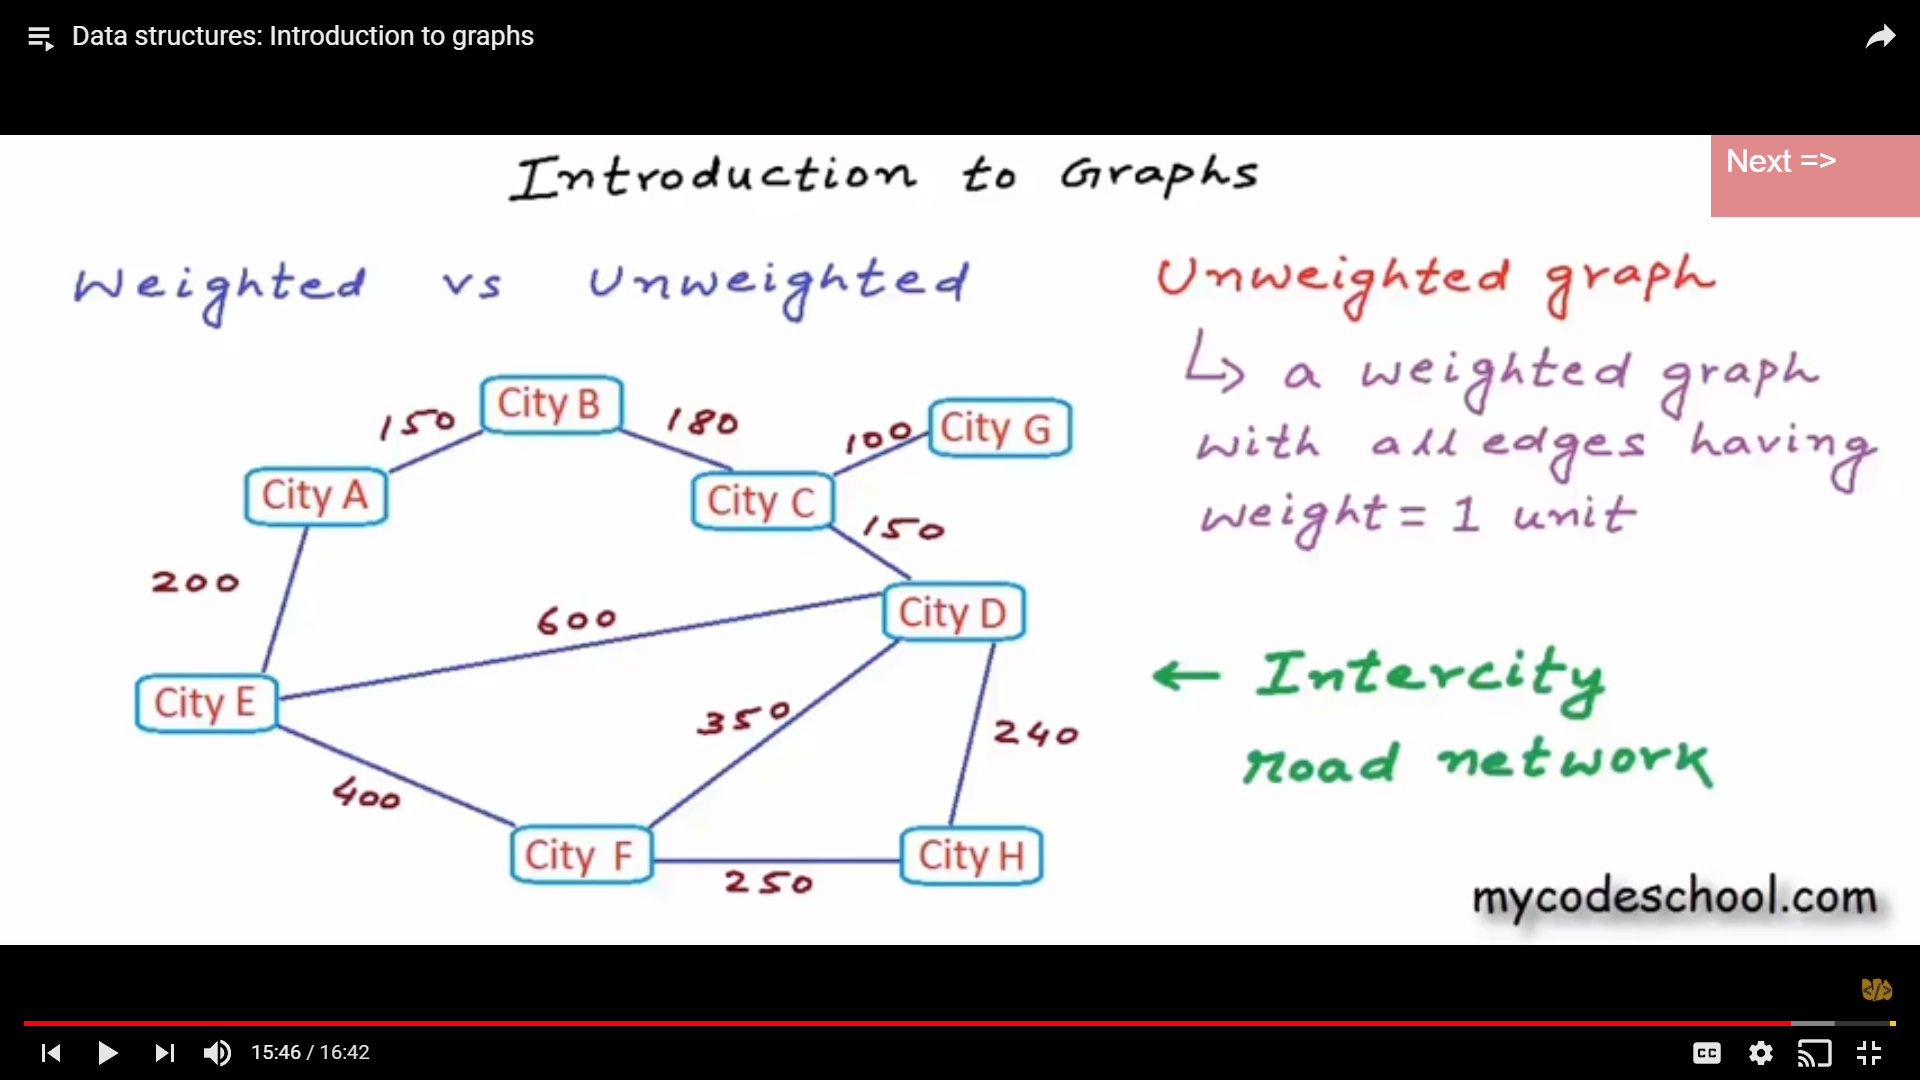 Data structures: Introduction to graphs
Introduction to Graphs
Next =>
Weighted vs Unweighted
Unweighted graph
↳ a weighted graph
with all edges having
weight = 1 unit
City B
150
180
City G
100
City A
City C
150
200
600
City D
City E
350
240
400
City F
City H
250
← Intercity
road network
mycodeschool.com
15:46 / 16:42
CC